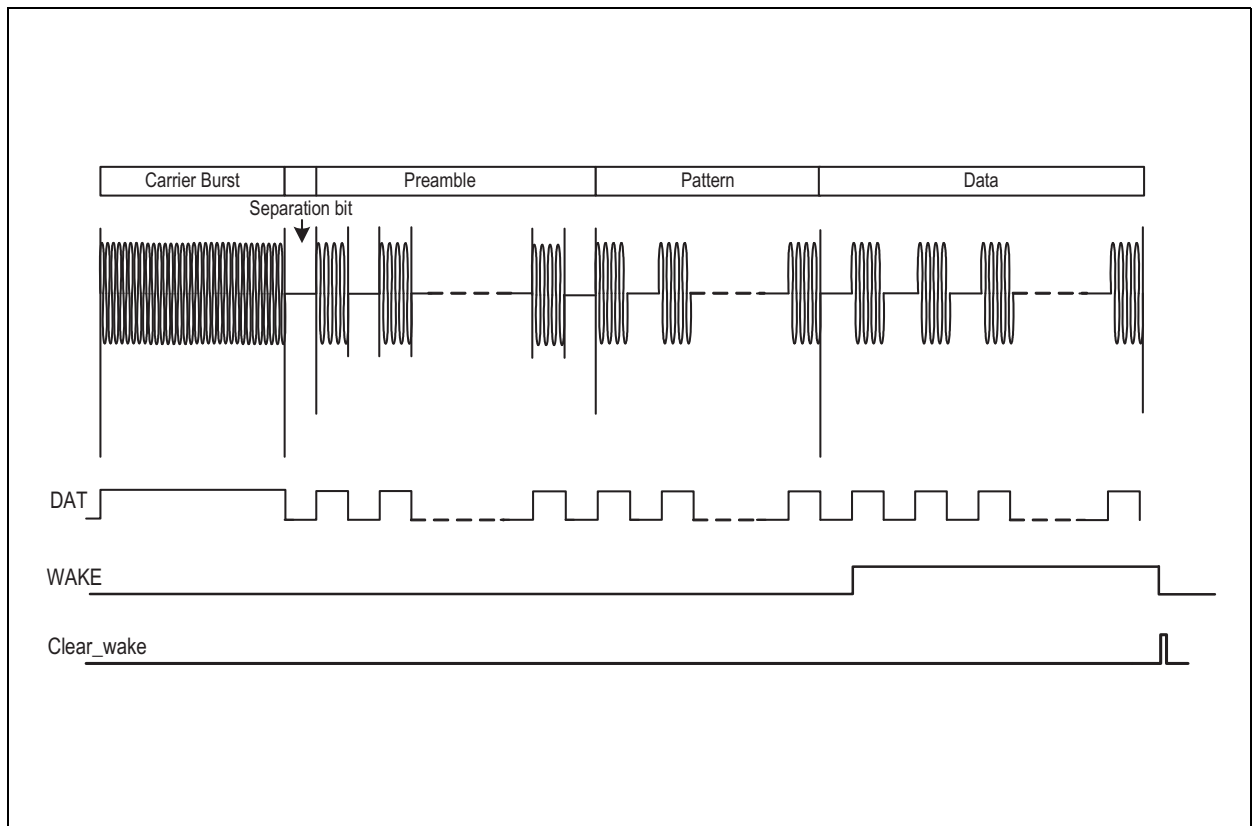 Carrier Burst Preamble Pattern Data
Separation bit
DAT
WAKE
Clear_wake